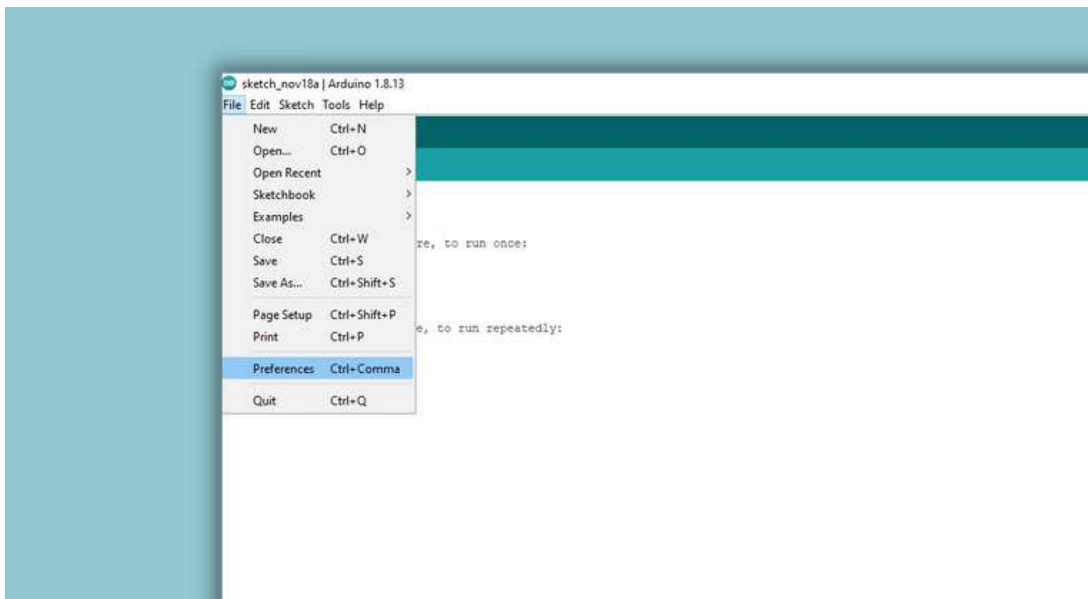 sketch_nov18a | Arduino 1.8.13
File Edit Sketch Tools Help
New Ctrl+N
Open... Ctrl+O
Open Recent >
Sketchbook >
Examples >
Close Ctrl+W
re, to run once:
Save Ctrl+S
Save As... Ctrl+Shift+S
Page Setup Ctrl+Shift+P
e, to run repeatedly:
Print Ctrl+P
Preferences Ctrl+Comma
Quit Ctrl+Q